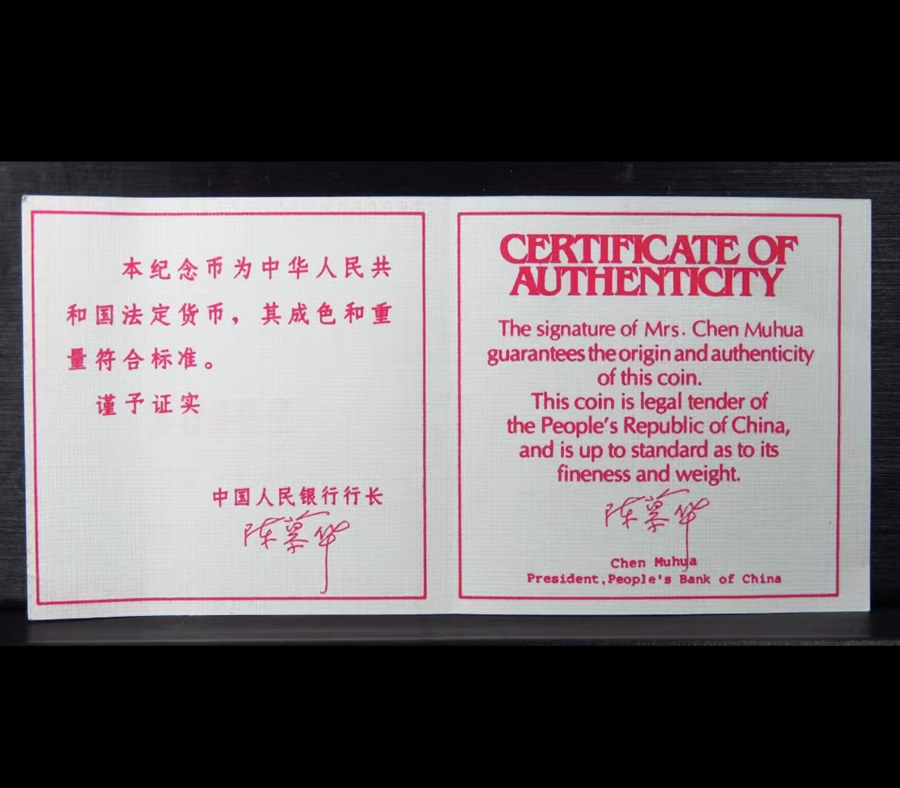 本纪念币为中华人民共
和国法定货币，其成色和重
量符合标准。
谨予证实
中国人民银行行长
陈慕华
CERTIFICATE OF
AUTHENTICITY
The signature of Mrs. Chen Muhua
guarantees the origin and authenticity
of this coin.
This coin is legal tender of
the People's Republic of China,
and is up to standard as to its
fineness and weight.
陈慕华
Chen Muhua
President,People's Bank of China